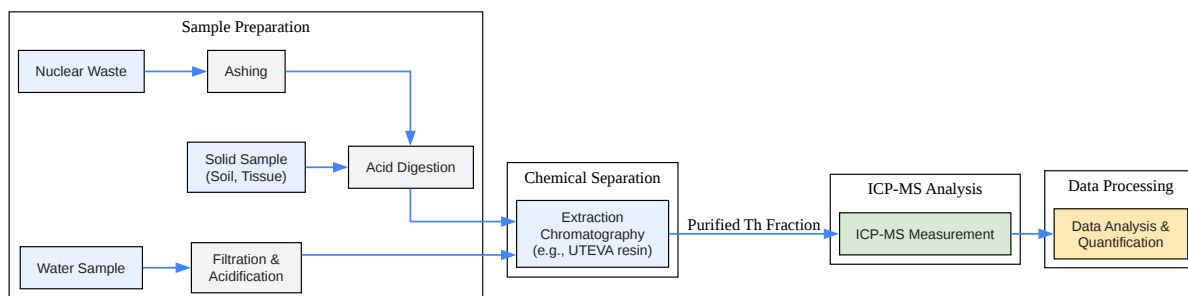 Sample Preparation
Nuclear Waste
Ashing
Solid Sample
(Soil, Tissue)
Acid Digestion
Water Sample
Filtration &
Acidification
Chemical Separation
Extraction
Chromatography
(e.g., UTEVA resin)
Purified Th Fraction
ICP-MS Analysis
ICP-MS Measurement
Data Processing
Data Analysis &
Quantification